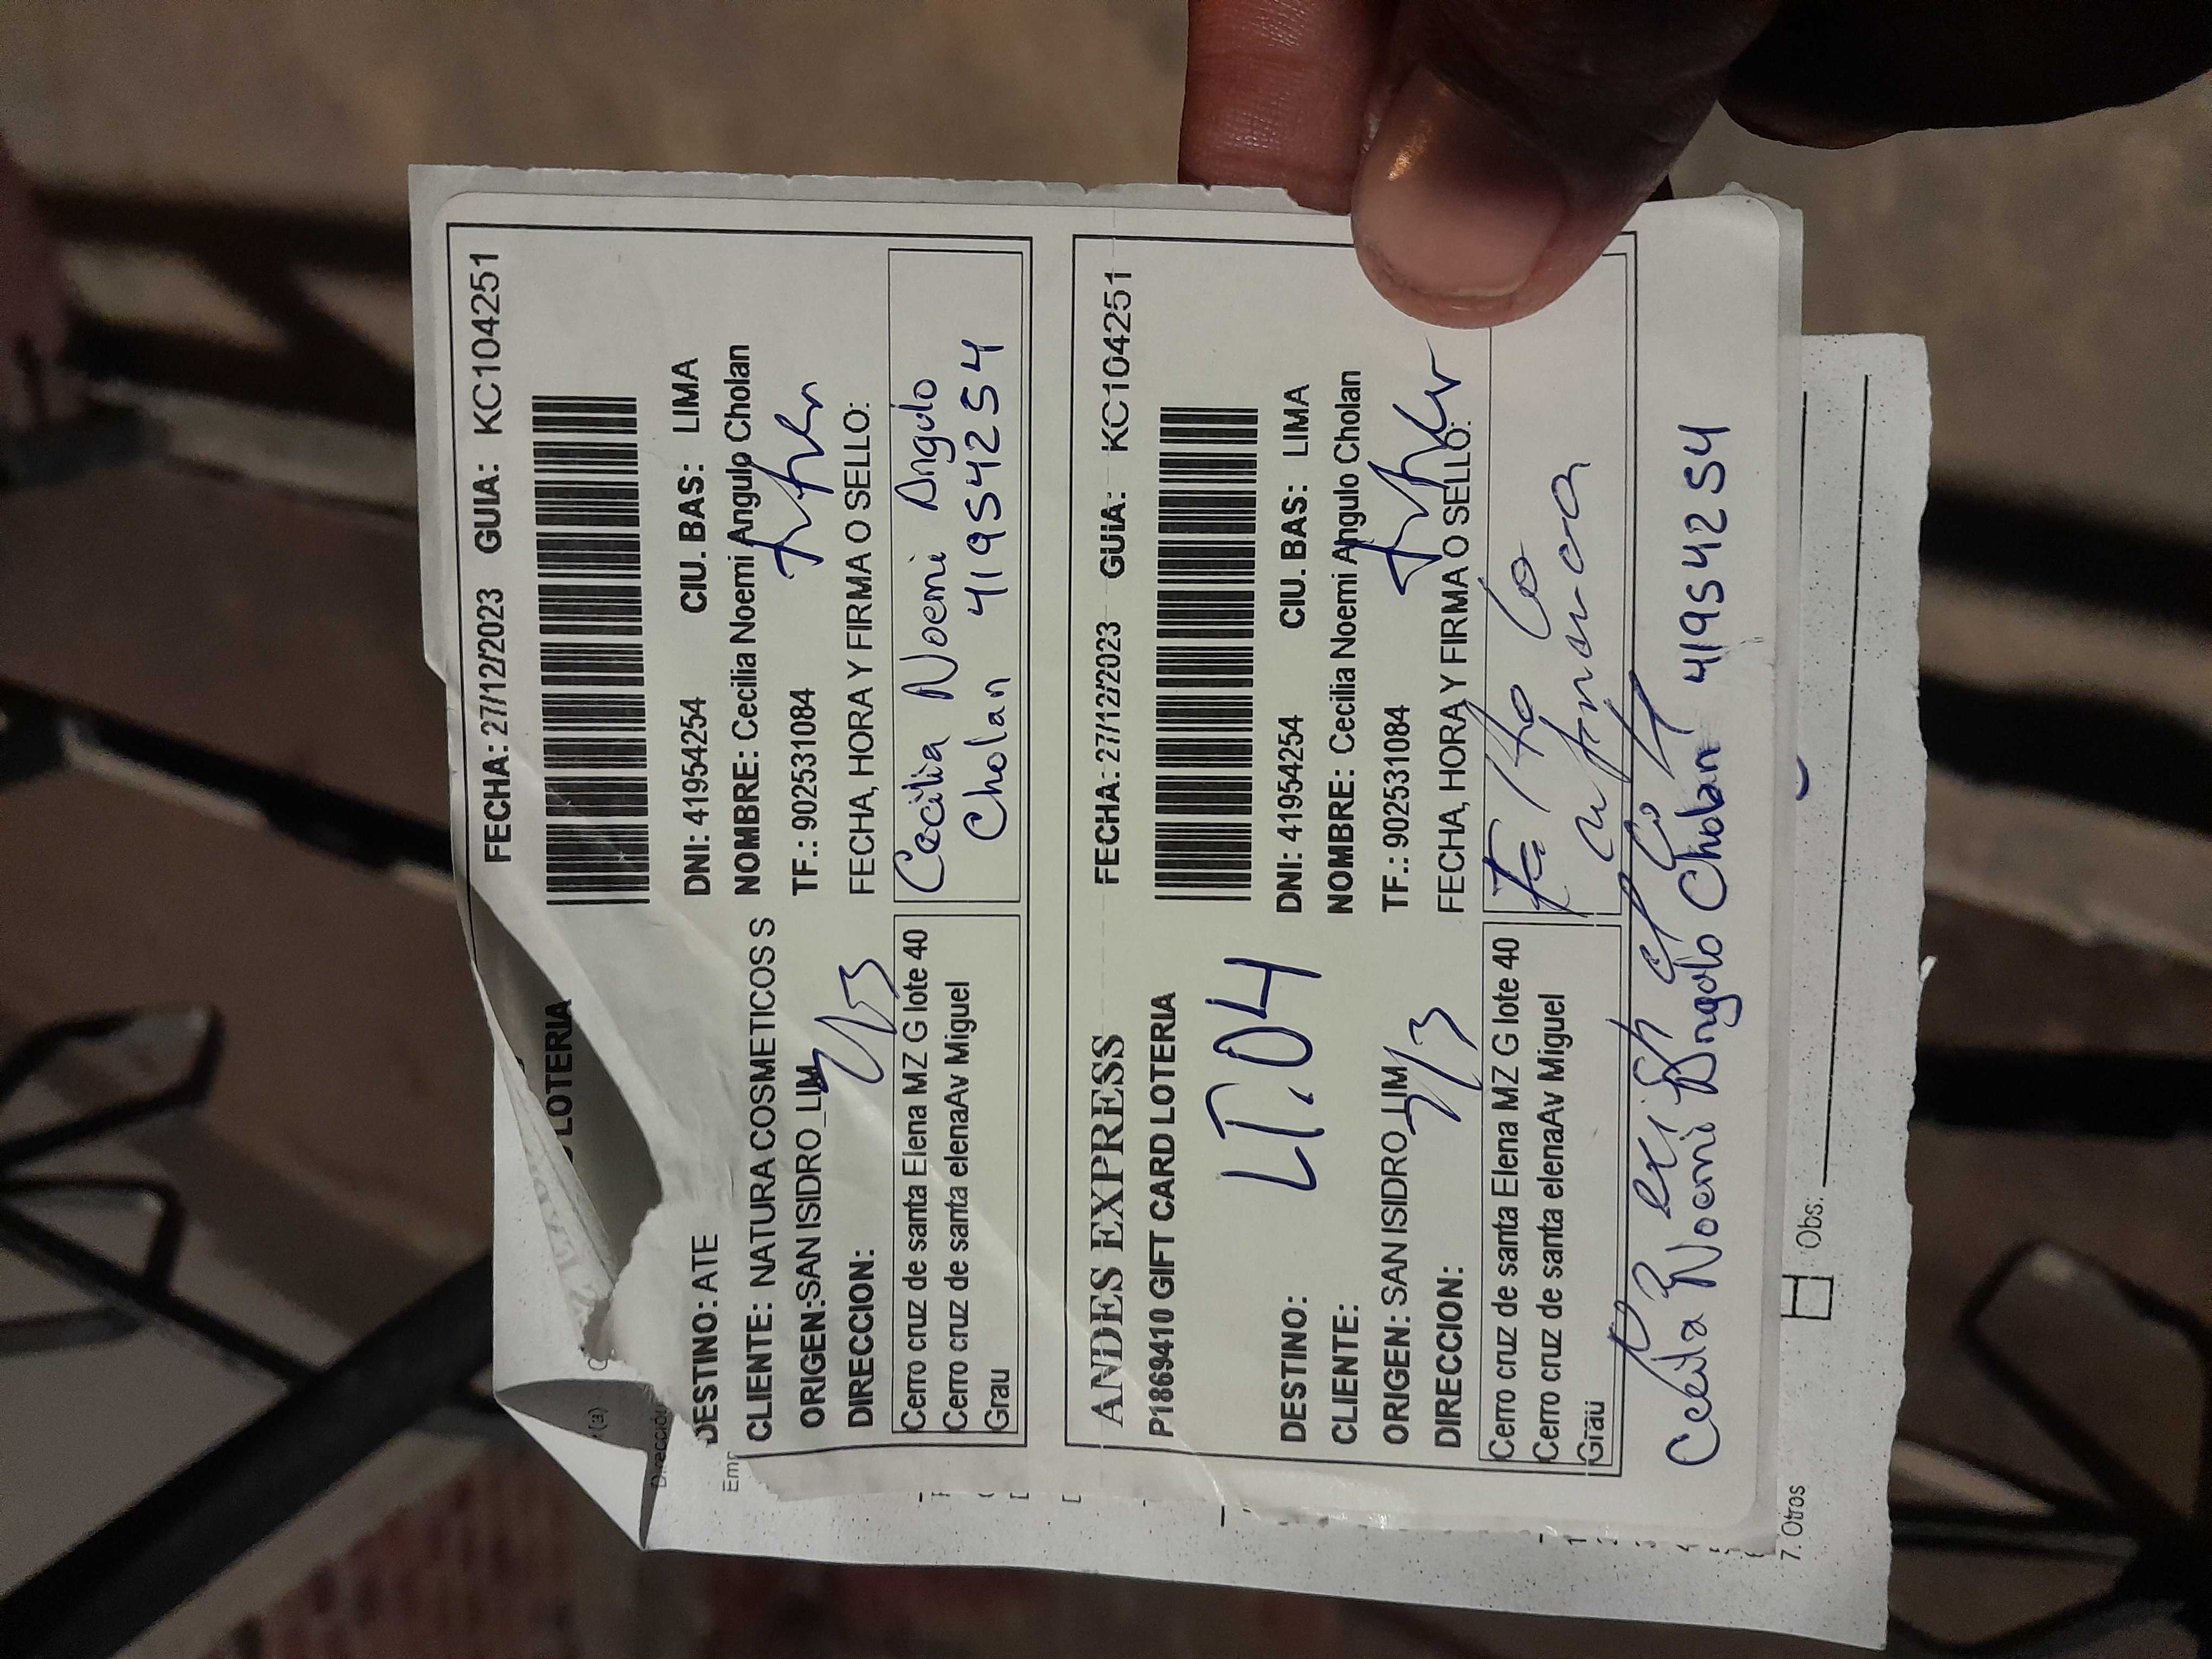 FECHA: 27/12/2023 GUIA: KC104251
LOTERIA
DESTINO: ATE
DNI: 41954254 CIU. BAS: LIMA
CLIENTE: NATURA COSMETICOS S
NOMBRE: Cecilia Noemi Angulo Cholan
ORIGEN:SAN ISIDRO_LIM
TF.: 902531084
DIRECCION:
FECHA, HORA Y FIRMA O SELLO:
Cerro cruz de santa Elena MZ G lote 40
Cerro cruz de santa elenaAv Miguel
Grau
Cecilia Noemi Angulo
Cholan 41954254
ANDES EXPRESS
FECHA: 27/12/2023 GUIA: KC104251
P1869410 GIFT CARD LOTERIA
LT.04
DESTINO:
DNI: 41954254 CIU. BAS: LIMA
CLIENTE:
NOMBRE: Cecilia Noemi Angulo Cholan
ORIGEN: SAN ISIDRO_LIM
TF.: 902531084
DIRECCION:
FECHA, HORA Y FIRMA O SELLO:
Cerro cruz de santa Elena MZ G lote 40
Cerro cruz de santa elenaAv Miguel
Grau
Cecilia Noemi Angulo Cholan 41954254
7. Otros
Obs.